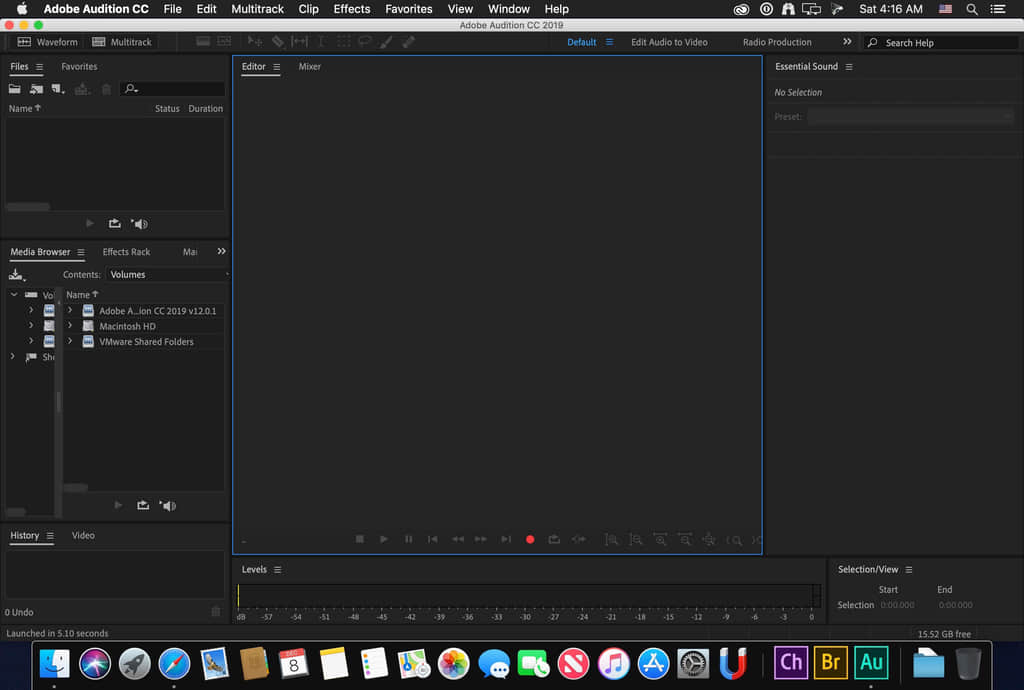 Adobe Audition CC File Edit Multitrack Clip Effects Favorites View Window Help Sat 4:16 AM
Adobe Audition CC 2019
Waveform Multitrack Default Edit Audio to Video Radio Production Search Help
Files Favorites
Name Status Duration
Editor Mixer
Essential Sound
No Selection
Preset:
Media Browser Effects Rack Mai
Contents: Volumes
Vo Name
Adobe A...ion CC 2019 v12.0.1
Macintosh HD
VMware Shared Folders
Sh
History Video
0 Undo
Levels
dB -57 -54 -51 -48 -45 -42 -39 -36 -33 -30 -27 -24 -21 -18 -15 -12 -9 -6 -3 0
Selection/View
Start End
Selection 0:00.000 0:00.000
Launched in 5.10 seconds 15.52 GB free
DEC
8
Ch Br Au